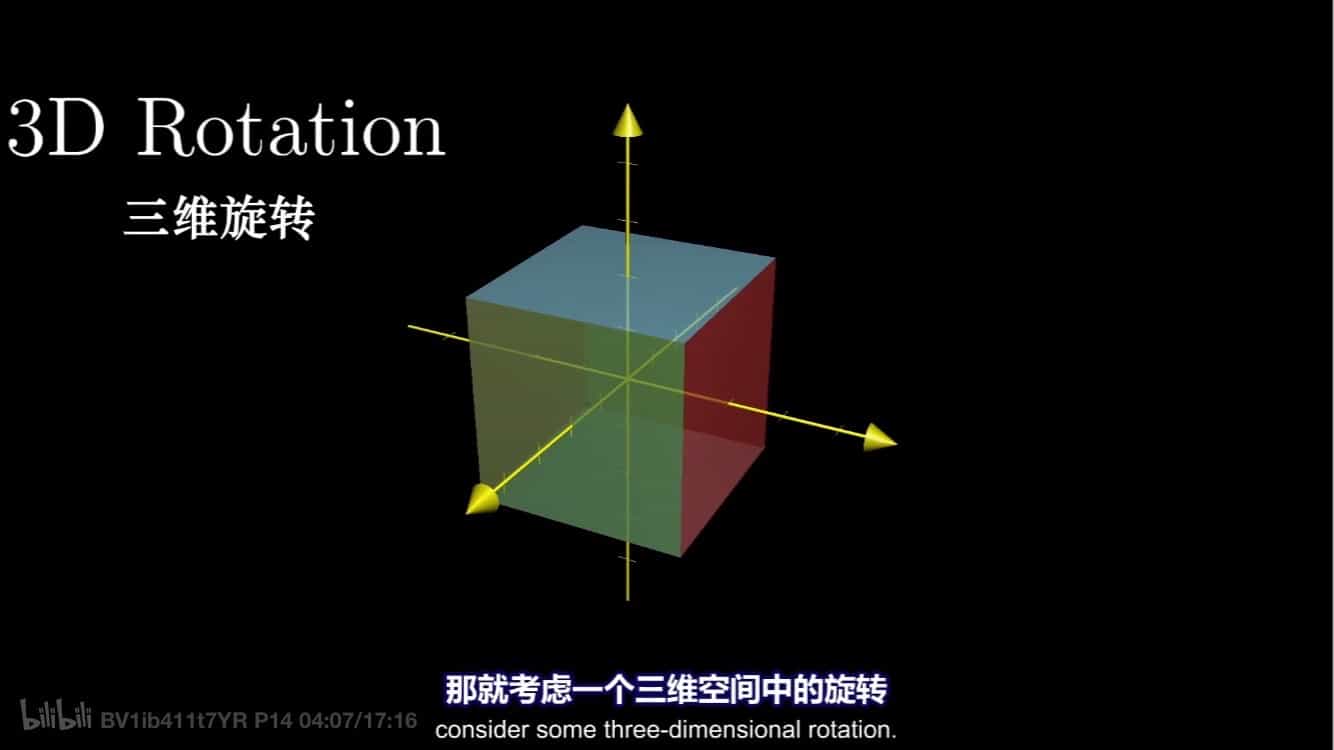 3D Rotation
三维旋转
那就考虑一个三维空间中的旋转
consider some three-dimensional rotation.
bilibili BV1ib411t7YR P14 04:07/17:16